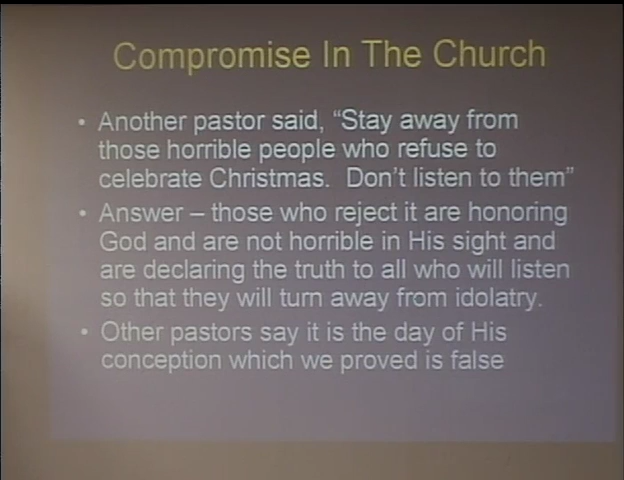 Compromise In The Church
• Another pastor said, “Stay away from
those horrible people who refuse to
celebrate Christmas. Don’t listen to them”
• Answer – those who reject it are honoring
God and are not horrible in His sight and
are declaring the truth to all who will listen
so that they will turn away from idolatry.
• Other pastors say it is the day of His
conception which we proved is false